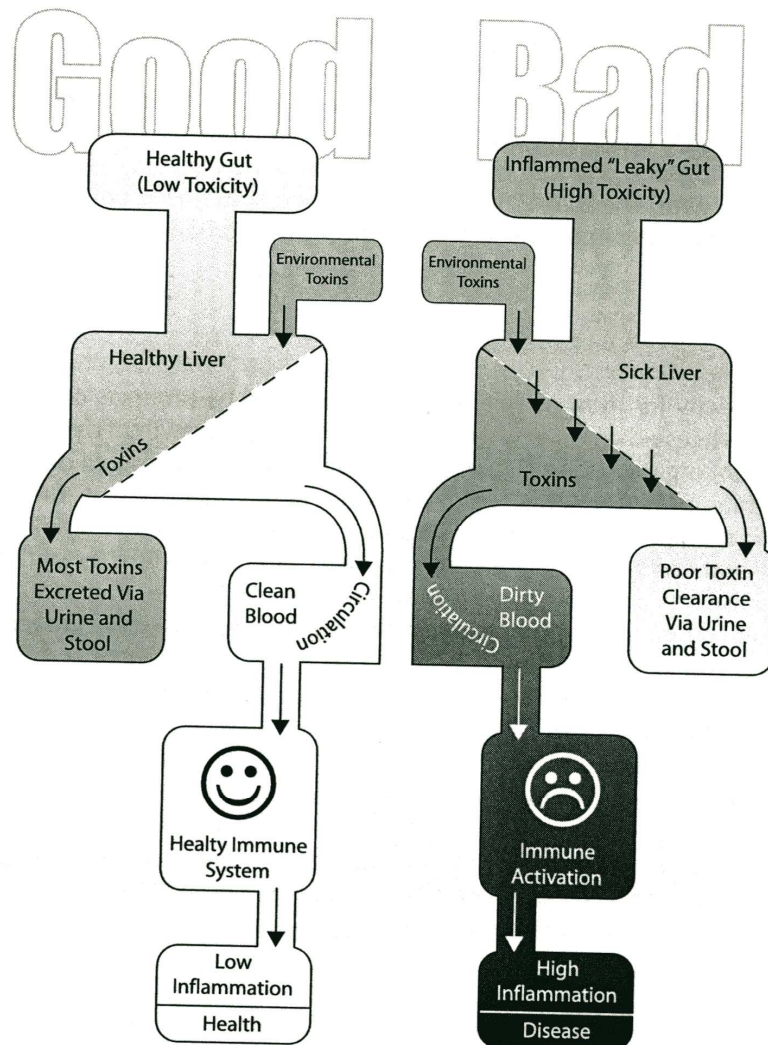 Good
Healthy Gut
(Low Toxicity)
Environmental
Toxins
Healthy Liver
Toxins
Most Toxins
Excreted Via
Urine and
Stool
Clean
Blood
Circulation
Healty Immune
System
Low
Inflammation
Health
Bad
Inflammed "Leaky" Gut
(High Toxicity)
Environmental
Toxins
Sick Liver
Toxins
Circulation
Dirty
Blood
Poor Toxin
Clearance
Via Urine
and Stool
Immune
Activation
High
Inflammation
Disease